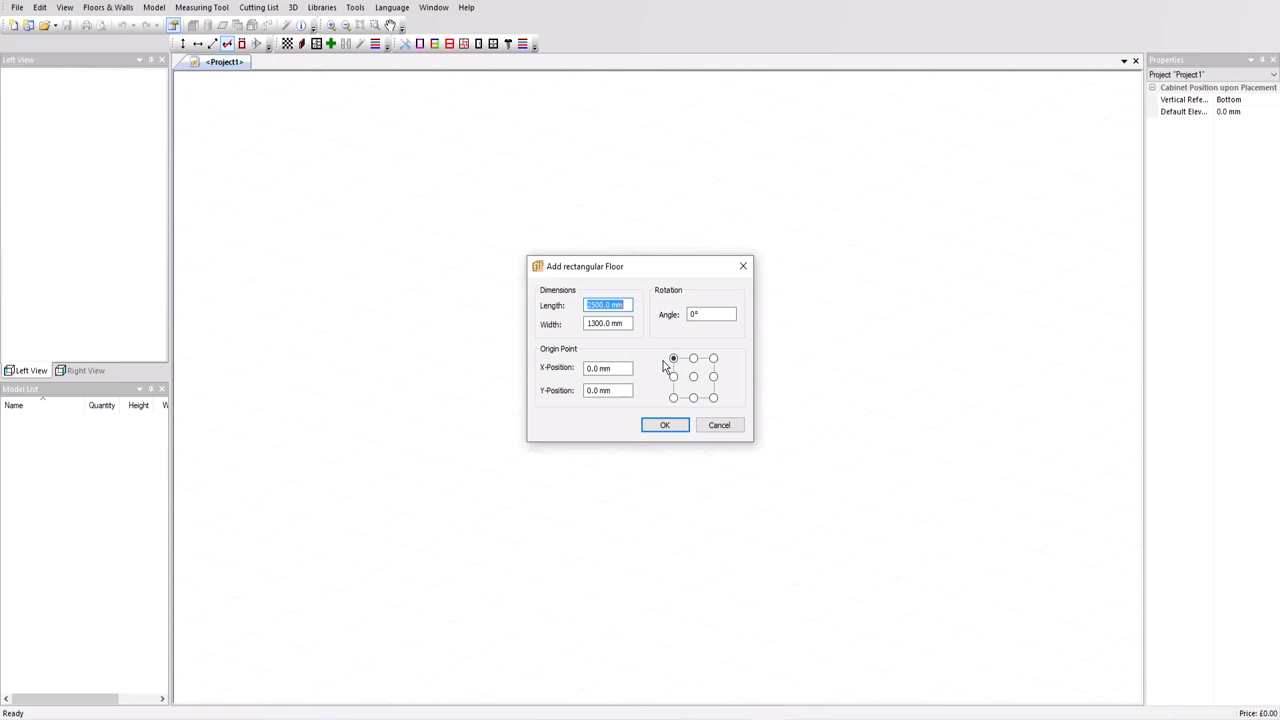 File Edit View Floors & Walls Model Measuring Tool Cutting List 3D Libraries Tools Language Window Help
Left View
<Project1>
Properties
Project "Project1"
Cabinet Position upon Placement
Vertical Refe... Bottom
Default Elev... 0.0 mm
Add rectangular Floor
Dimensions
Length: 2500.0 mm
Width: 1300.0 mm
Rotation
Angle: 0°
Origin Point
X-Position: 0.0 mm
Y-Position: 0.0 mm
OK Cancel
Left View Right View
Model List
Name Quantity Height W
Ready
Price: £0.00